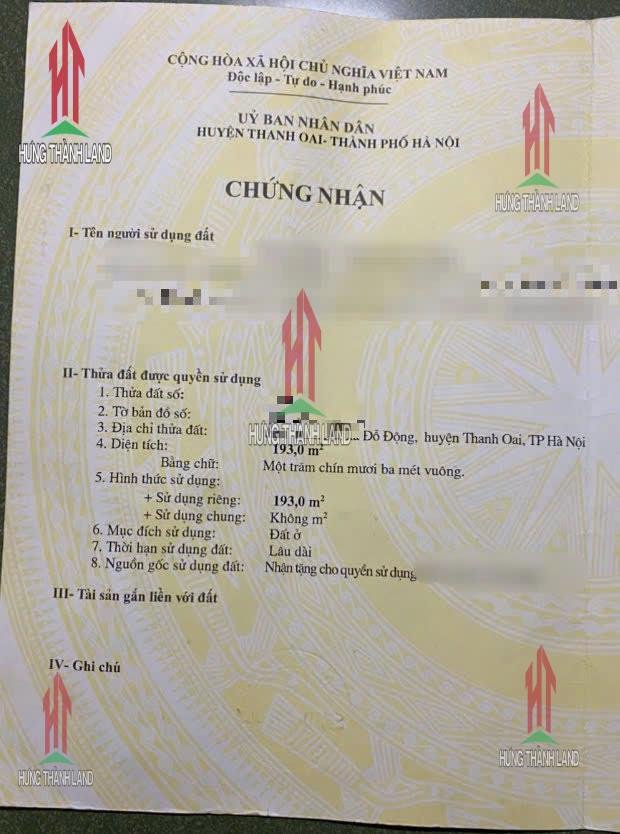 CỘNG HÒA XÃ HỘI CHỦ NGHĨA VIỆT NAM
Độc lập - Tự do - Hạnh phúc
UỶ BAN NHÂN DÂN
HUYỆN THANH OAI- THÀNH PHỐ HÀ NỘI
CHỨNG NHẬN
I- Tên người sử dụng đất
II- Thửa đất được quyền sử dụng
1. Thửa đất số:
2. Tờ bản đồ số:
3. Địa chỉ thửa đất: Đỗ Động, huyện Thanh Oai, TP Hà Nội
4. Diện tích: 193,0 m²
Bằng chữ: Một trăm chín mươi ba mét vuông.
5. Hình thức sử dụng:
+ Sử dụng riêng: 193,0 m²
+ Sử dụng chung: Không m²
6. Mục đích sử dụng: Đất ở
7. Thời hạn sử dụng đất: Lâu dài
8. Nguồn gốc sử dụng đất: Nhận tặng cho quyền sử dụng
III- Tài sản gắn liền với đất
IV- Ghi chú
HƯNG THÀNH LAND
HƯNG THÀNH LAND
HƯNG THÀNH LAND
HƯNG THÀNH LAND
HƯNG THÀNH LAND